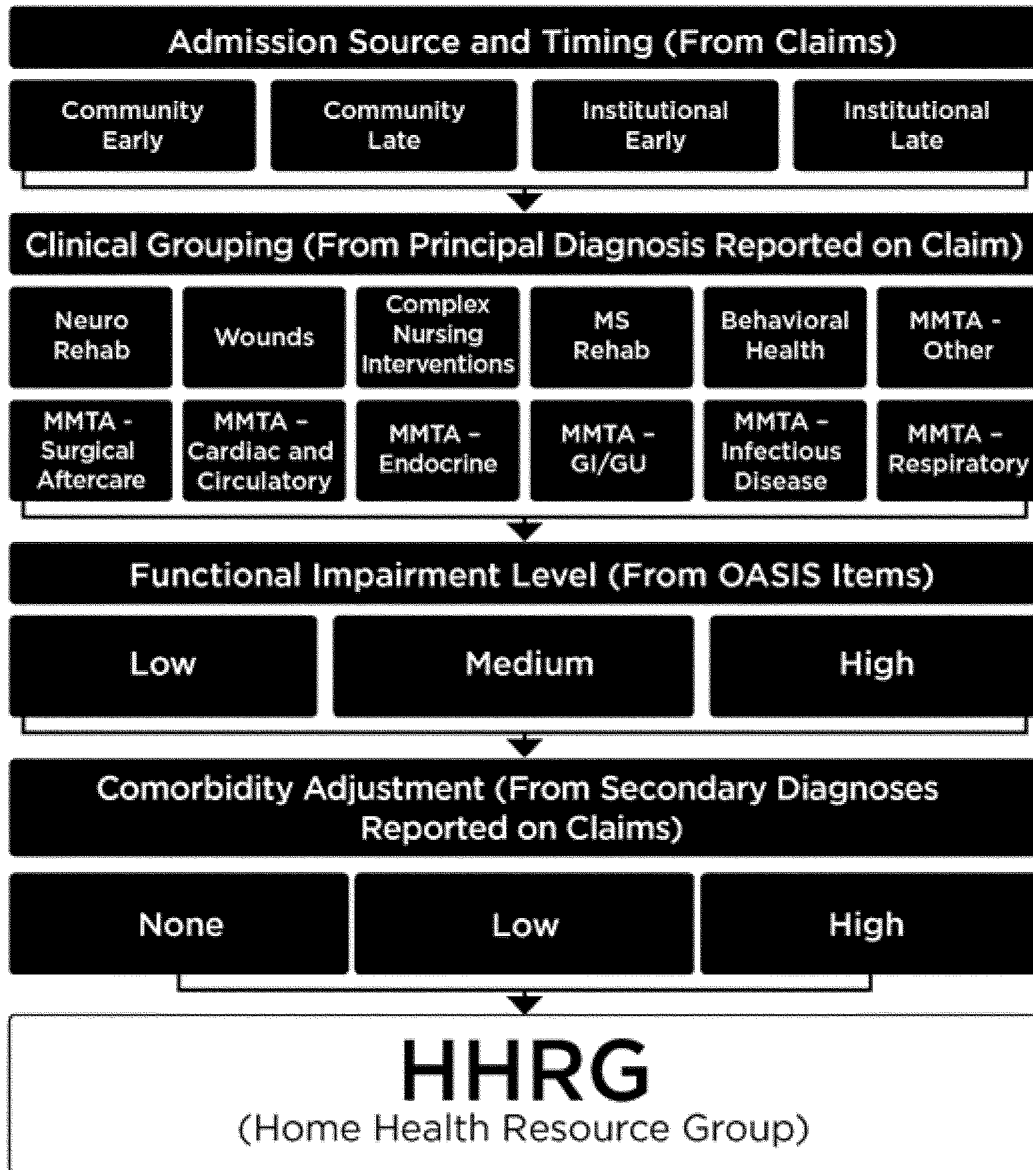 Admission Source and Timing (From Claims)
Community
Early
Community
Late
Institutional
Early
Institutional
Late
Clinical Grouping (From Principal Diagnosis Reported on Claim)
Neuro
Rehab
Wounds
Complex
Nursing
Interventions
MS
Rehab
Behavioral
Health
MMTA -
Other
MMTA -
Surgical
Aftercare
MMTA –
Cardiac and
Circulatory
MMTA –
Endocrine
MMTA –
GI/GU
MMTA –
Infectious
Disease
MMTA –
Respiratory
Functional Impairment Level (From OASIS Items)
Low
Medium
High
Comorbidity Adjustment (From Secondary Diagnoses
Reported on Claims)
None
Low
High
HHRG
(Home Health Resource Group)